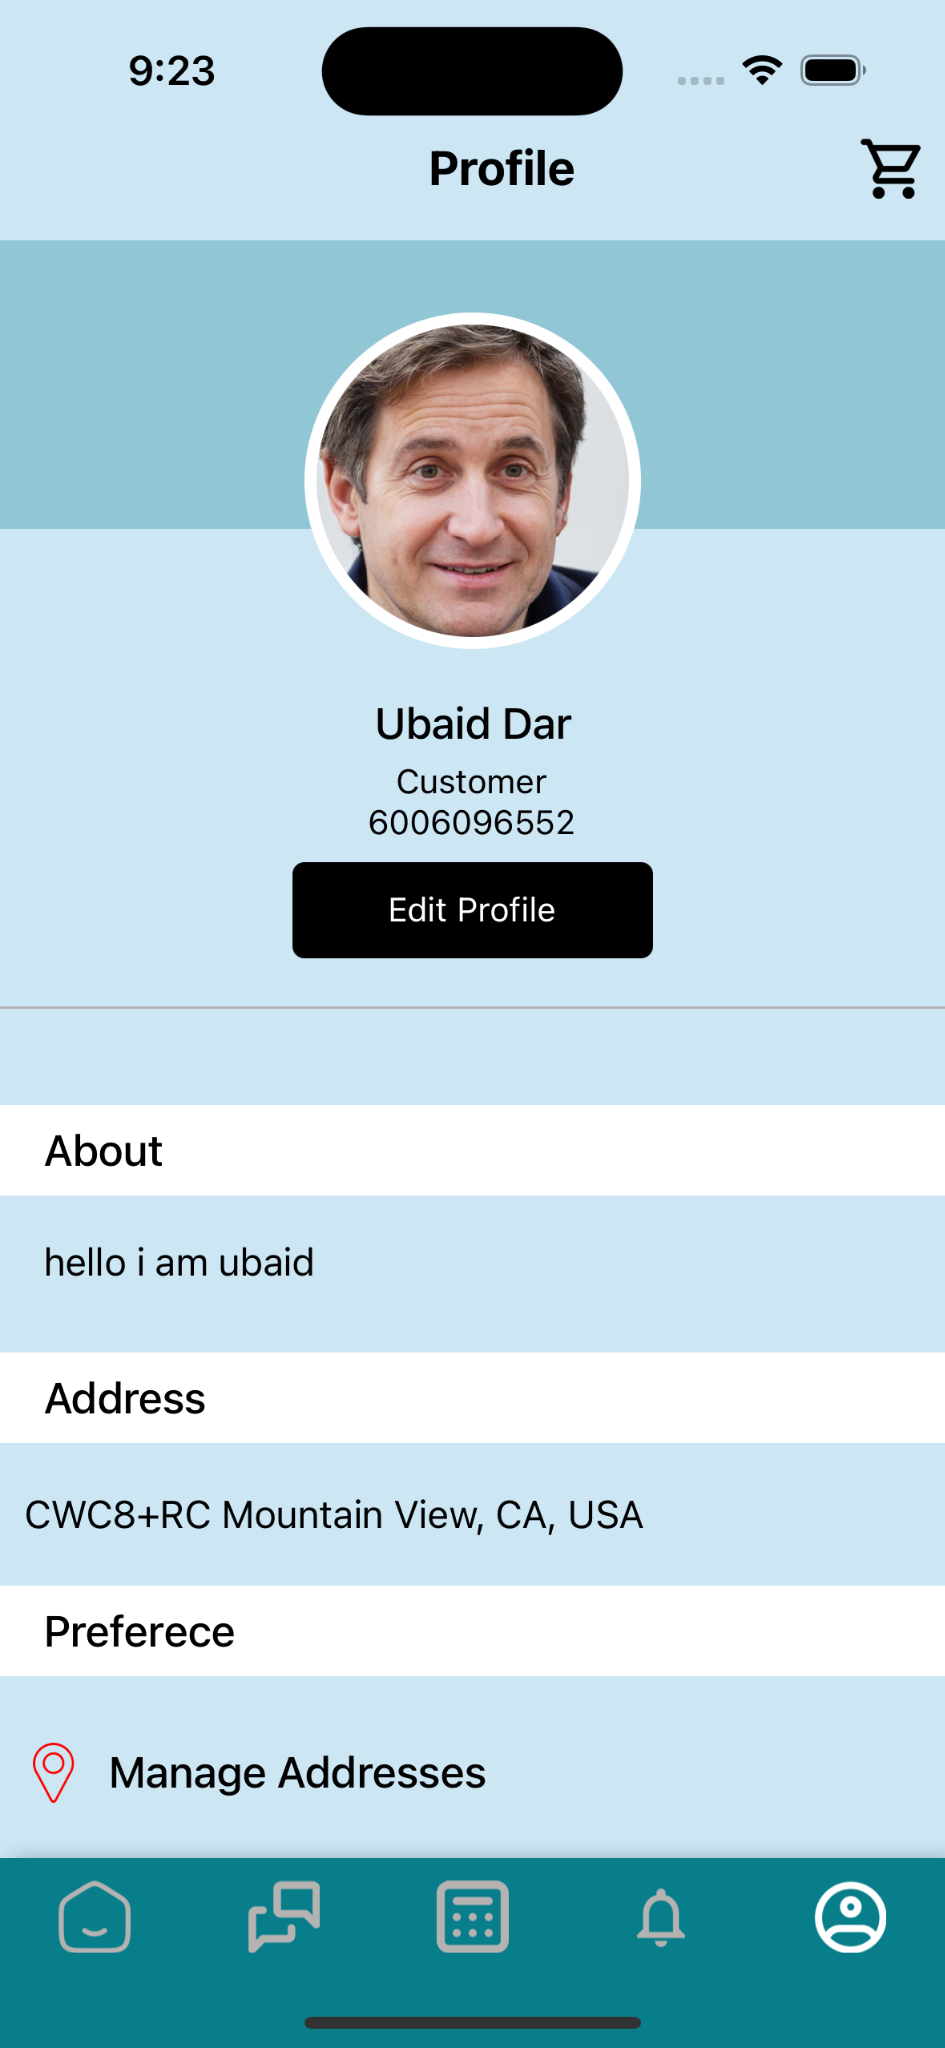 9:23
Profile
Ubaid Dar
Customer
6006096552
Edit Profile
About
hello i am ubaid
Address
CWC8+RC Mountain View, CA, USA
Preferece
Manage Addresses